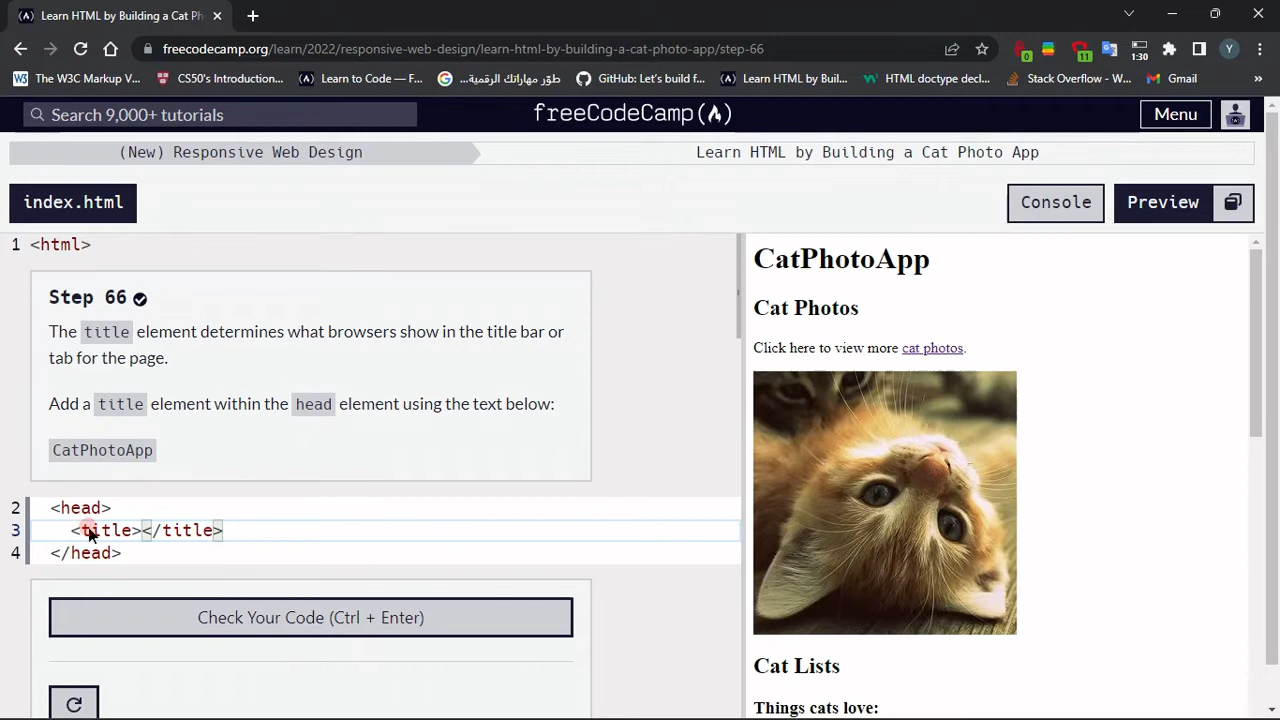 Learn HTML by Building a Cat Ph
freecodecamp.org/learn/2022/responsive-web-design/learn-html-by-building-a-cat-photo-app/step-66
0
11
1:30
Y
The W3C Markup V...
CS50's Introduction...
Learn to Code — F...
طوّر مهاراتك الرقمية...
GitHub: Let's build f...
Learn HTML by Buil...
HTML doctype decl...
Stack Overflow - W...
Gmail
»
Search 9,000+ tutorials
freeCodeCamp
Menu
(New) Responsive Web Design
Learn HTML by Building a Cat Photo App
index.html
Console
Preview
1 <html>
Step 66
The title element determines what browsers show in the title bar or
tab for the page.
Add a title element within the head element using the text below:
CatPhotoApp
2 <head>
3 <title></title>
4 </head>
Check Your Code (Ctrl + Enter)
CatPhotoApp
Cat Photos
Click here to view more cat photos.
Cat Lists
Things cats love: